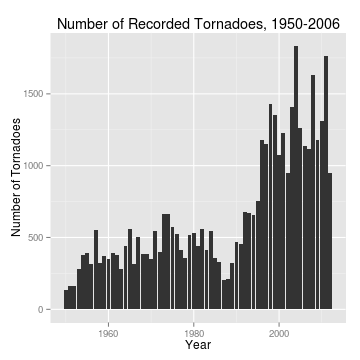 Number of Recorded Tornadoes, 1950-2006
Number of Tornadoes
1500
1000
500
0
1960
1980
2000
Year